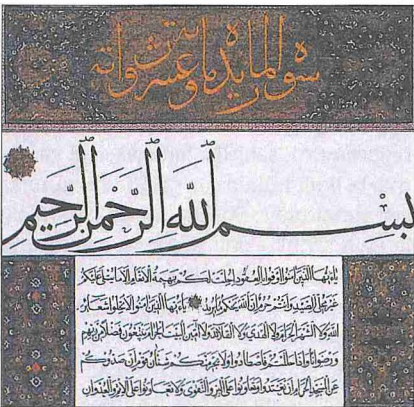 سورة المايدة
بسم الله الرحمن الرحيم
يا أيها الذين آمنوا أوفوا بالعقود أحلت لكم بهيمة الأنعام إلا ما يتلى عليكم
غير محلي الصيد وأنتم حرم إن الله يحكم ما يريد يا أيها الذين آمنوا لا تحلوا شعائر
الله ولا الشهر الحرام ولا الهدي ولا القلائد ولا آمين البيت الحرام يبتغون فضلا من ربهم
ورضوانا وإذا حللتم فاصطادوا ولا يجرمنكم شنآن قوم أن صدوكم
عن المسجد الحرام أن تعتدوا وتعاونوا على البر والتقوى ولا تعاونوا على الإثم والعدوان